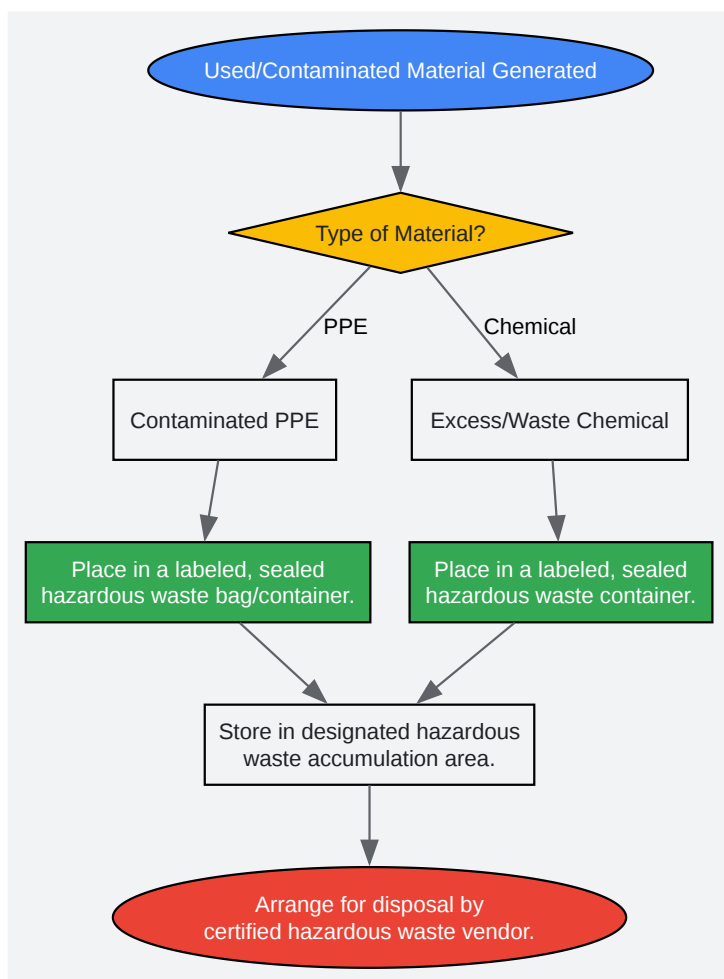 Used/Contaminated Material Generated
Type of Material?
PPE
Chemical
Contaminated PPE
Excess/Waste Chemical
Place in a labeled, sealed
hazardous waste bag/container.
Place in a labeled, sealed
hazardous waste container.
Store in designated hazardous
waste accumulation area.
Arrange for disposal by
certified hazardous waste vendor.